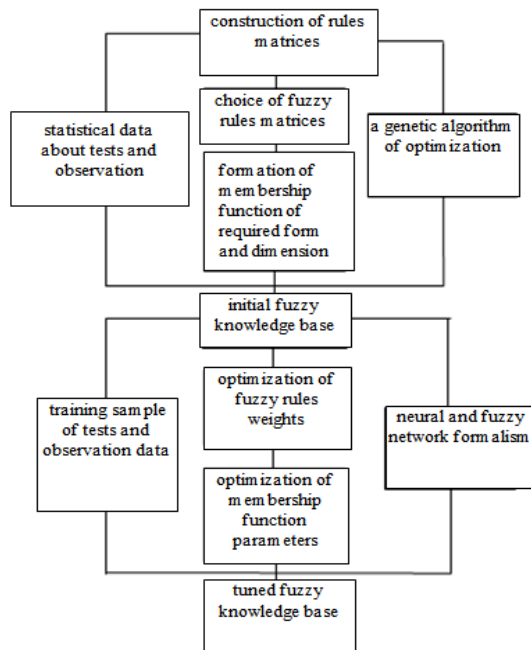 construction of rules
matrices
statistical data
about tests and
observation
choice of fuzzy
rules matrices
a genetic algorithm
of optimization
formation of
membership
function of
required form
and dimension
initial fuzzy
knowledge base
training sample
of tests and
observation data
optimization of
fuzzy rules
weights
neural and fuzzy
network formalism
optimization of
membership
function
parameters
tuned fuzzy
knowledge base